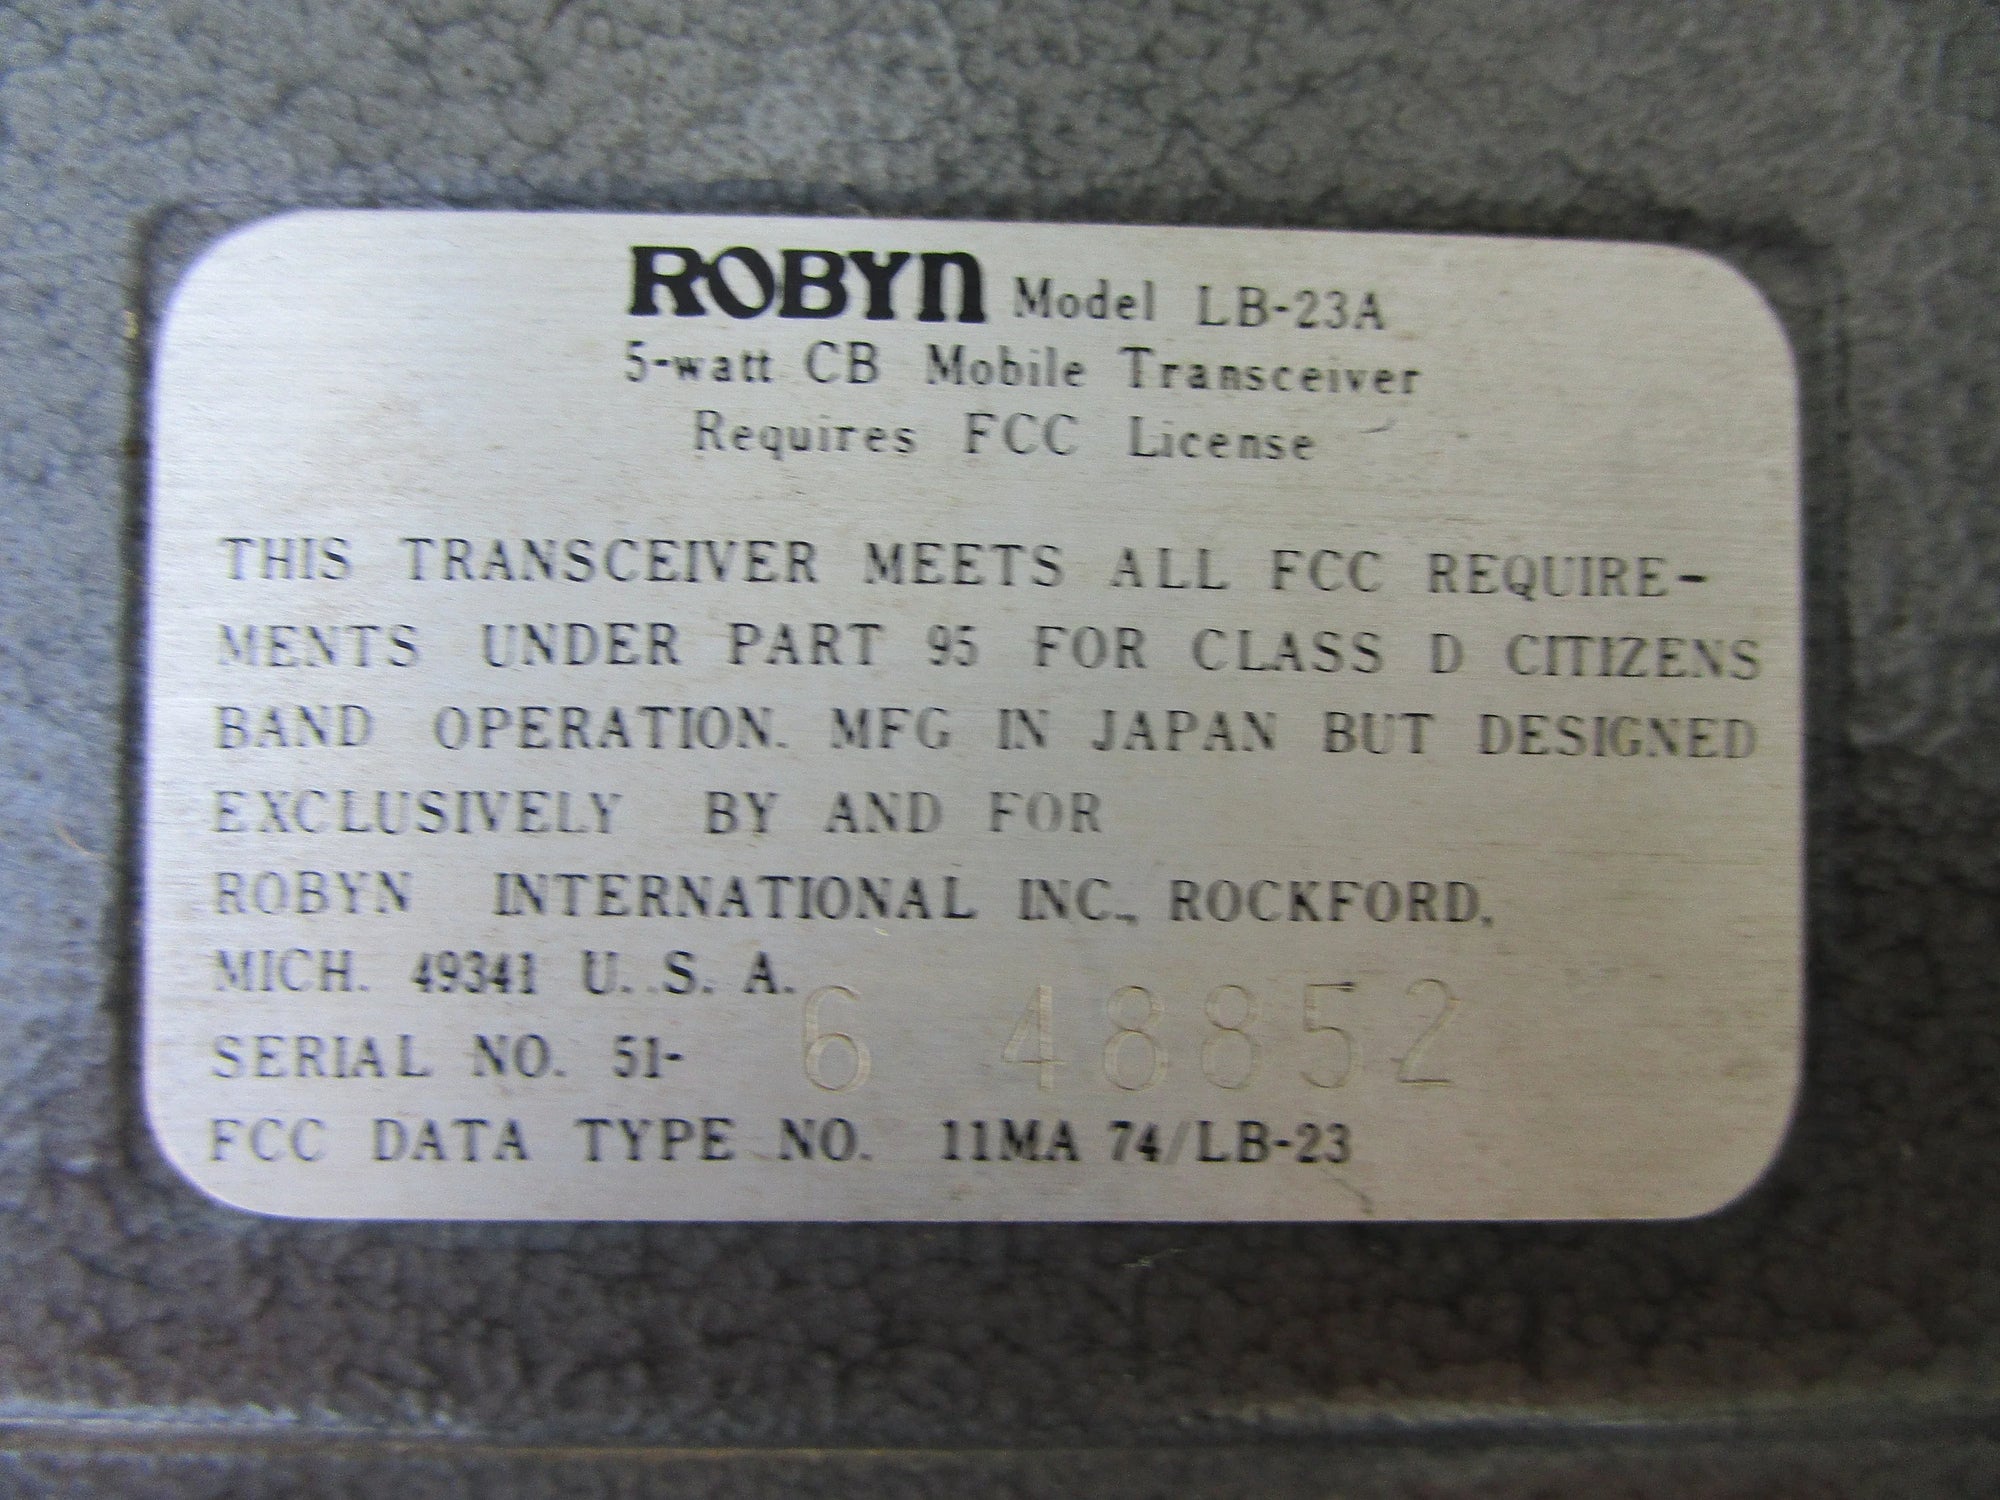 ROBYN Model LB-23A
5-watt CB Mobile Transceiver
Requires FCC License
THIS TRANSCEIVER MEETS ALL FCC REQUIRE-
MENTS UNDER PART 95 FOR CLASS D CITIZENS
BAND OPERATION. MFG IN JAPAN BUT DESIGNED
EXCLUSIVELY BY AND FOR
ROBYN INTERNATIONAL INC., ROCKFORD,
MICH. 49341 U. S. A.
SERIAL NO. 51- 6 48852
FCC DATA TYPE NO. 11MA 74/LB-23